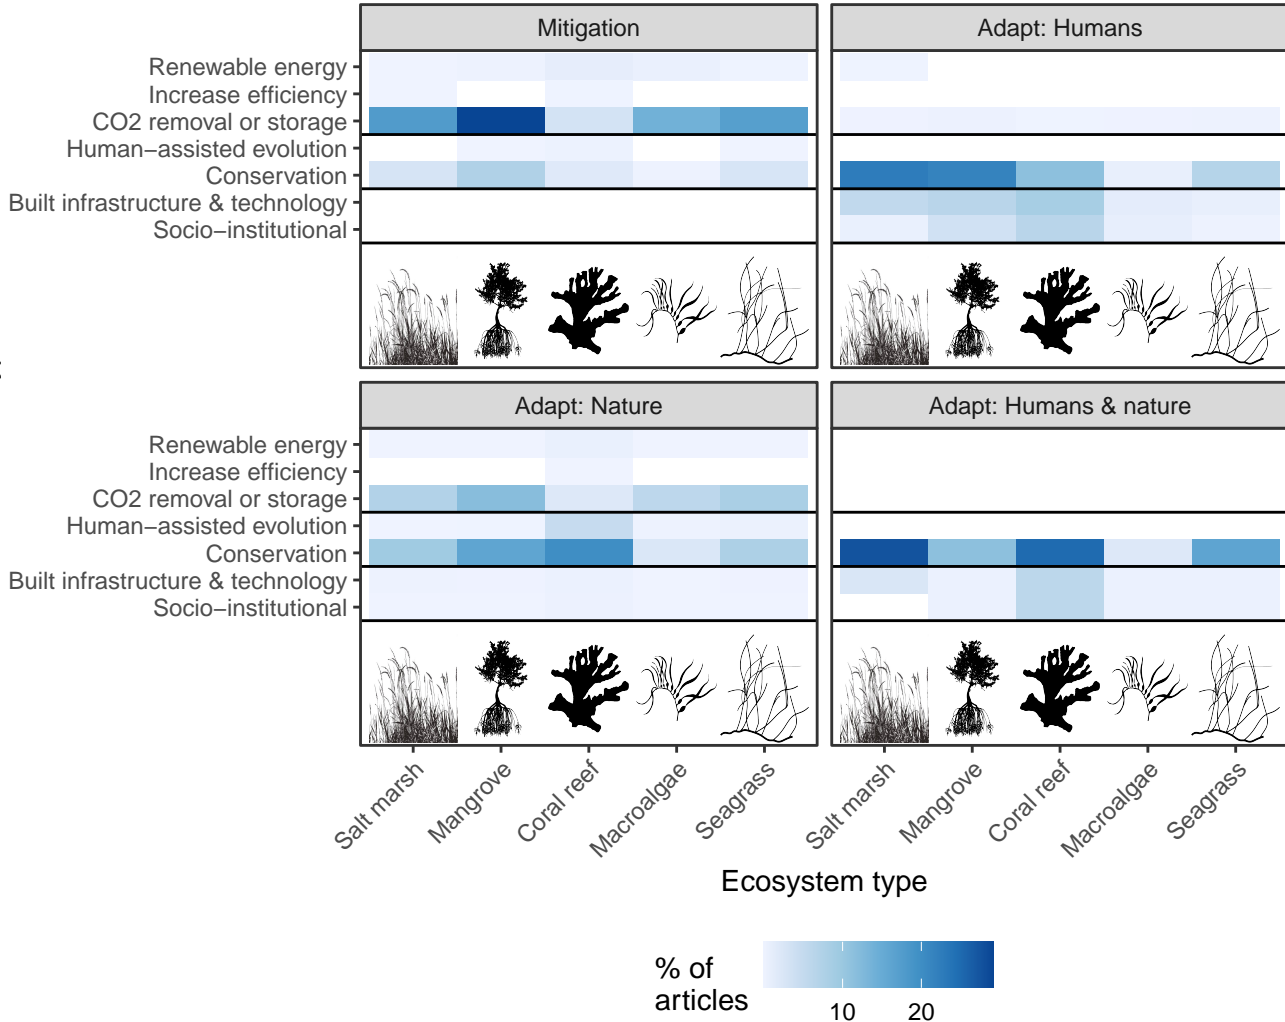 Mitigation
Adapt: Humans
Renewable energy
Increase efficiency
CO2 removal or storage
Human−assisted evolution
Conservation
Built infrastructure & technology
Socio−institutional
Adapt: Nature
Adapt: Humans & nature
Renewable energy
Increase efficiency
CO2 removal or storage
Human−assisted evolution
Conservation
Built infrastructure & technology
Socio−institutional
Salt marsh
Mangrove
Coral reef
Macroalgae
Seagrass
Salt marsh
Mangrove
Coral reef
Macroalgae
Seagrass
Ecosystem type
% of
articles
10
20